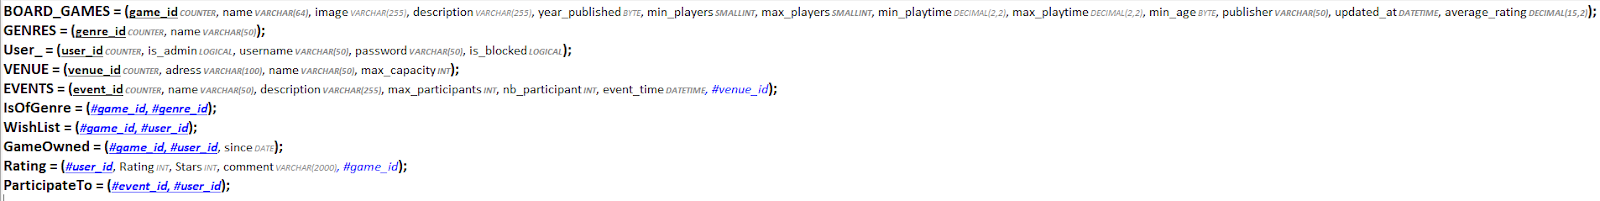 BOARD_GAMES = (game_id COUNTER, name VARCHAR(64), image VARCHAR(255), description VARCHAR(255), year_published BYTE, min_players SMALLINT, max_players SMALLINT, min_playtime DECIMAL(2,2), max_playtime DECIMAL(2,2), min_age BYTE, publisher VARCHAR(50), updated_at DATETIME, average_rating DECIMAL(15,2));
GENRES = (genre_id COUNTER, name VARCHAR(50));
User_ = (user_id COUNTER, is_admin LOGICAL, username VARCHAR(50), password VARCHAR(50), is_blocked LOGICAL);
VENUE = (venue_id COUNTER, adress VARCHAR(100), name VARCHAR(50), max_capacity INT);
EVENTS = (event_id COUNTER, name VARCHAR(50), description VARCHAR(255), max_participants INT, nb_participant INT, event_time DATETIME, #venue_id);
IsOfGenre = (#game_id, #genre_id);
WishList = (#game_id, #user_id);
GameOwned = (#game_id, #user_id, since DATE);
Rating = (#user_id, Rating INT, Stars INT, comment VARCHAR(2000), #game_id);
ParticipateTo = (#event_id, #user_id);